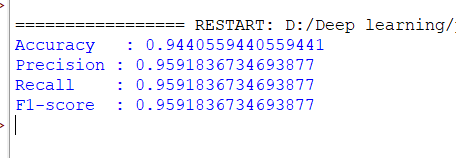 ================= RESTART: D:/Deep learning/
Accuracy   : 0.9440559440559441
Precision : 0.9591836734693877
Recall    : 0.9591836734693877
F1-score  : 0.9591836734693877